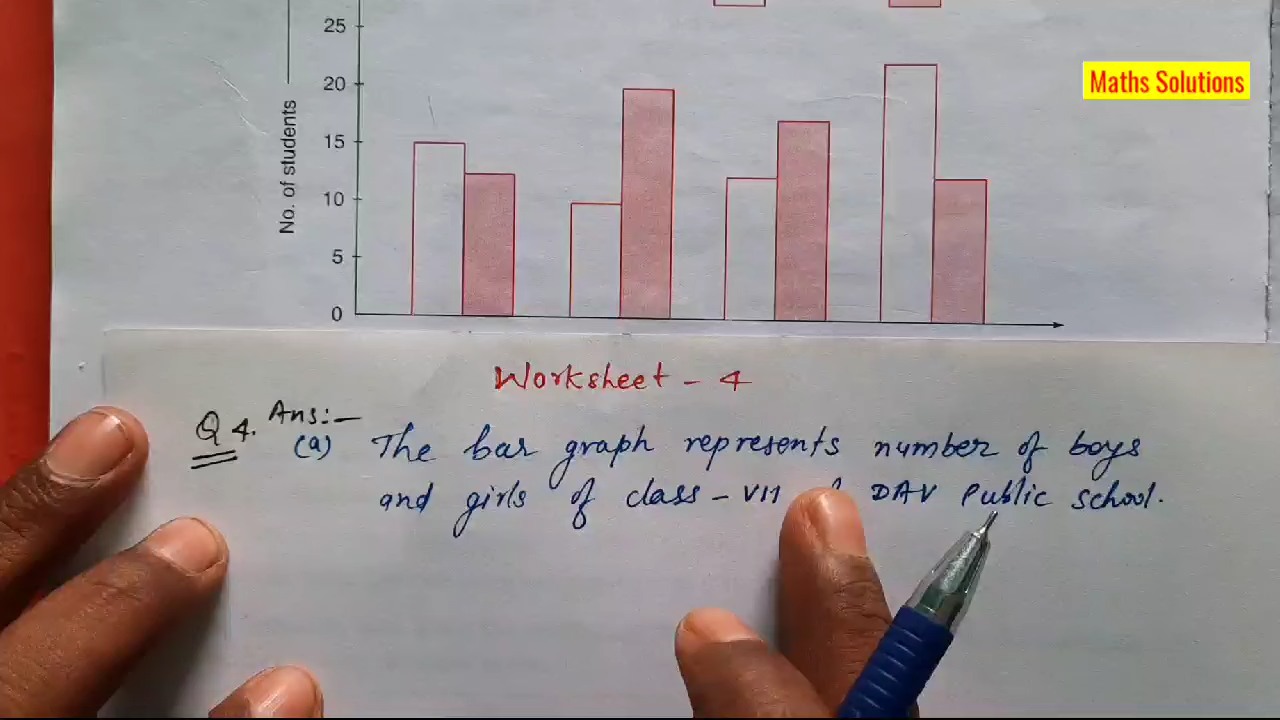 25
Maths Solutions
20
No. of students
15
10
5
0
Worksheet - 4
Q 4. Ans:-
(a) The bar graph represents number of boys
and girls of class - VII DAV Public school.